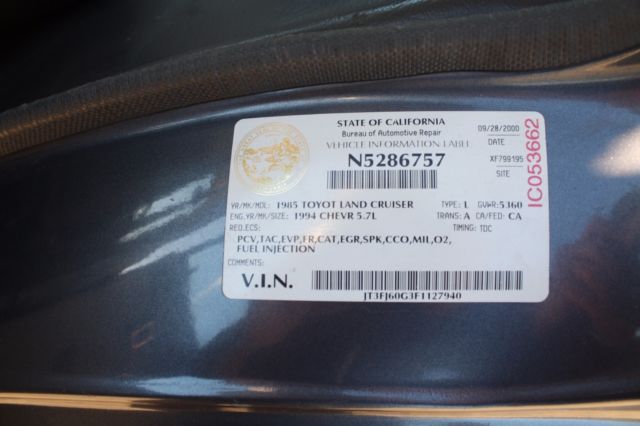 STATE OF CALIFORNIA
Bureau of Automotive Repair
09/28/2000
VEHICLE INFORMATION LABEL
DATE
N5286757
XF799195
SITE
IC053662
YR/MK/MDL: 1985 TOYOT LAND CRUISER TYPE: L GVWR: 5360
ENG.YR/MK/SIZE: 1994 CHEVR 5.7L TRANS: A CA/FED: CA
REQ.ECS: TIMING: TDC
PCV,TAC,EVP,FR,CAT,EGR,SPK,CCO,MIL,O2,
FUEL INJECTION
COMMENTS:
V.I.N.
JT3FJ60G3F1127940